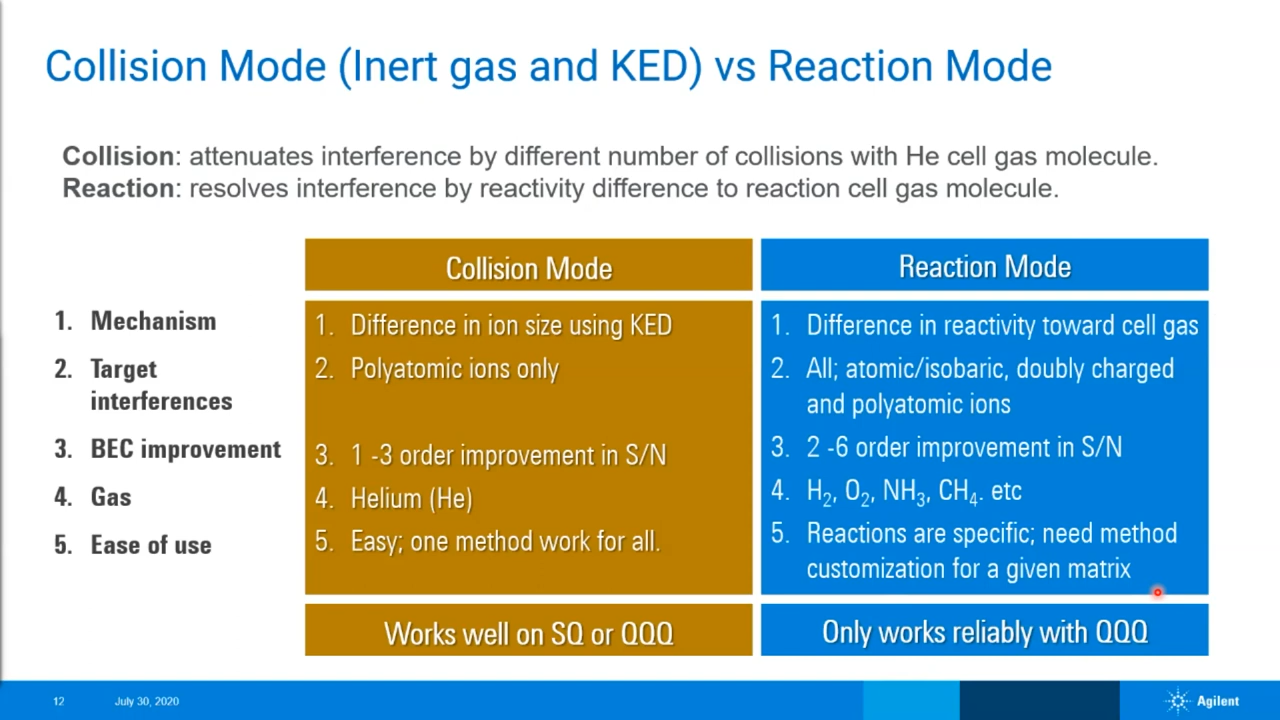 Collision Mode (Inert gas and KED) vs Reaction Mode
Collision: attenuates interference by different number of collisions with He cell gas molecule.
Reaction: resolves interference by reactivity difference to reaction cell gas molecule.
1. Mechanism
2. Target
interferences
3. BEC improvement
4. Gas
5. Ease of use
Collision Mode
1. Difference in ion size using KED
2. Polyatomic ions only
3. 1 -3 order improvement in S/N
4. Helium (He)
5. Easy; one method work for all.
Works well on SQ or QQQ
Reaction Mode
1. Difference in reactivity toward cell gas
2. All; atomic/isobaric, doubly charged
and polyatomic ions
3. 2 -6 order improvement in S/N
4. H₂, O₂, NH₃, CH₄. etc
5. Reactions are specific; need method
customization for a given matrix
Only works reliably with QQQ
12 July 30, 2020
Agilent